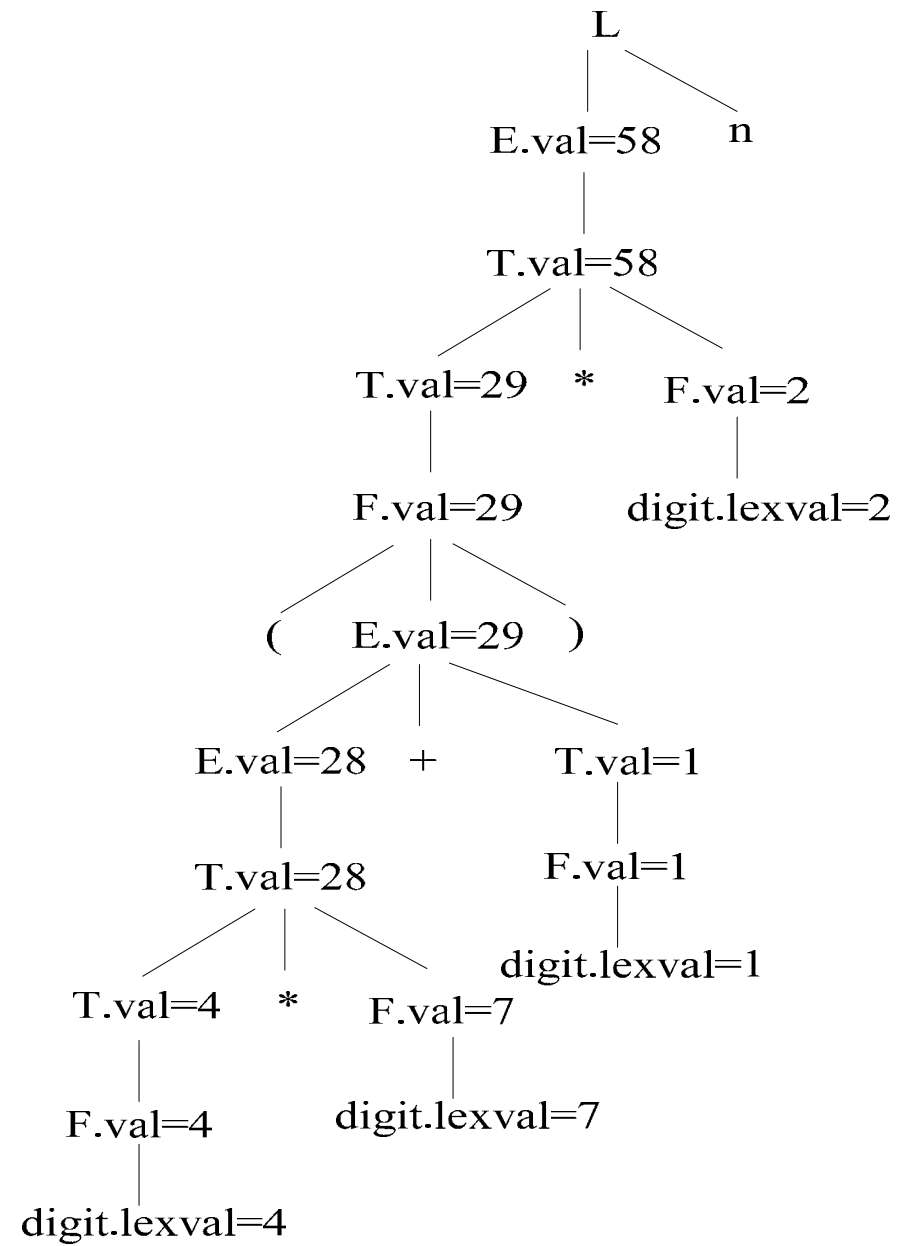 L
E.val=58 n
T.val=58
T.val=29 * F.val=2
F.val=29 digit.lexval=2
( E.val=29 )
E.val=28 + T.val=1
T.val=28 F.val=1
digit.lexval=1
T.val=4 * F.val=7
F.val=4 digit.lexval=7
digit.lexval=4